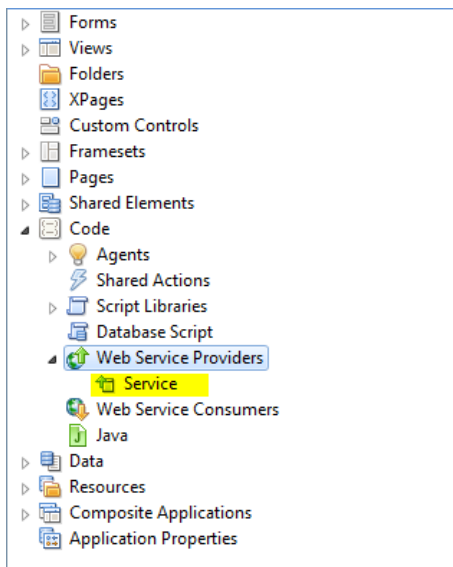 Forms
Views
Folders
XPages
Custom Controls
Framesets
Pages
Shared Elements
Code
Agents
Shared Actions
Script Libraries
Database Script
Web Service Providers
Service
Web Service Consumers
Java
Data
Resources
Composite Applications
Application Properties